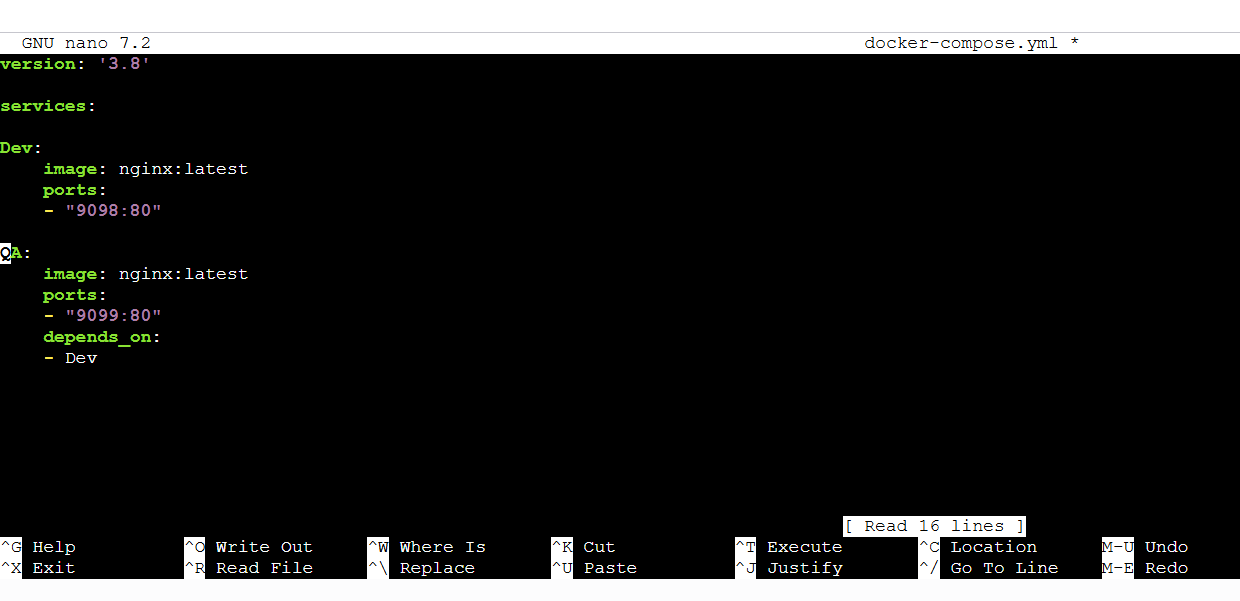 GNU nano 7.2 docker-compose.yml *
version: '3.8'
services:
Dev:
    image: nginx:latest
    ports:
    - "9098:80"
QA:
    image: nginx:latest
    ports:
    - "9099:80"
    depends_on:
    - Dev
[ Read 16 lines ]
^G Help ^O Write Out ^W Where Is ^K Cut ^T Execute ^C Location M-U Undo
^X Exit ^R Read File ^\ Replace ^U Paste ^J Justify ^/ Go To Line M-E Redo